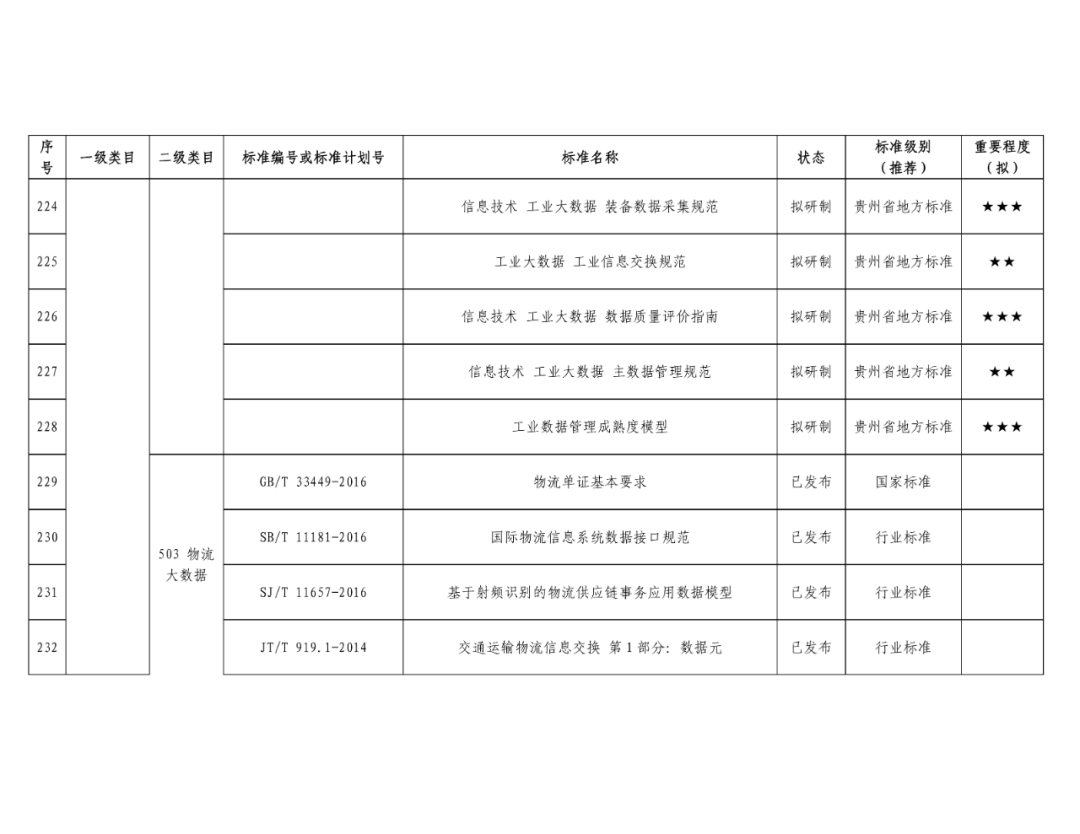 序号 一级类目 二级类目 标准编号或标准计划号 标准名称 状态 标准级别（推荐） 重要程度（拟）
224 信息技术 工业大数据 装备数据采集规范 拟研制 贵州省地方标准 ★★★
225 工业大数据 工业信息交换规范 拟研制 贵州省地方标准 ★★
226 信息技术 工业大数据 数据质量评价指南 拟研制 贵州省地方标准 ★★★
227 信息技术 工业大数据 主数据管理规范 拟研制 贵州省地方标准 ★★
228 工业数据管理成熟度模型 拟研制 贵州省地方标准 ★★★
503 物流
大数据
229 GB/T 33449-2016 物流单证基本要求 已发布 国家标准
230 SB/T 11181-2016 国际物流信息系统数据接口规范 已发布 行业标准
231 SJ/T 11657-2016 基于射频识别的物流供应链事务应用数据模型 已发布 行业标准
232 JT/T 919.1-2014 交通运输物流信息交换 第1部分：数据元 已发布 行业标准